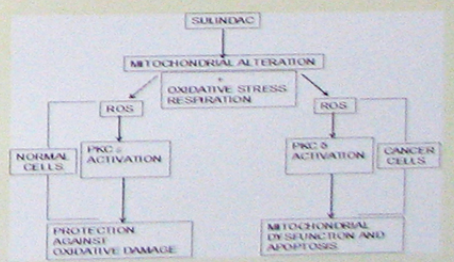 SULINDAC
MITOCHONDRIAL ALTERATION
+
OXIDATIVE STRESS
RESPIRATION
ROS
ROS
NORMAL
CELLS
PKC ε
ACTIVATION
PKC δ
ACTIVATION
CANCER
CELLS
PROTECTION
AGAINST
OXIDATIVE DAMAGE
MITOCHONDRIAL
DYSFUNCTION AND
APOPTOSIS